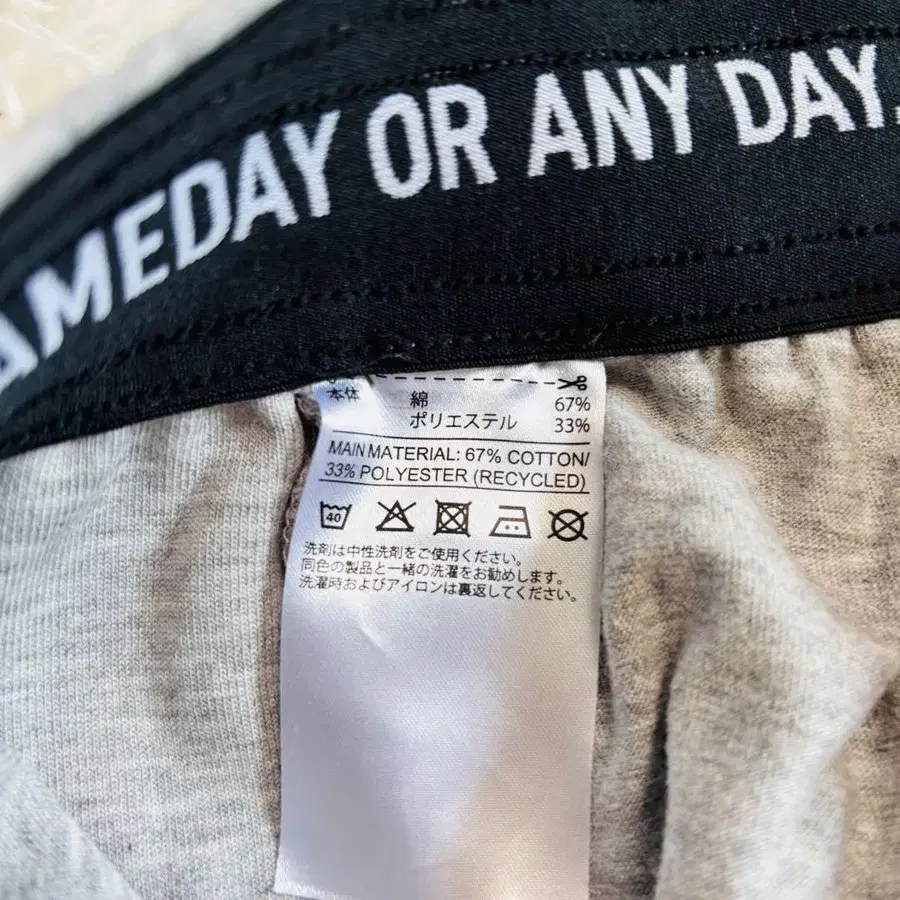 AMEDAY OR ANY DAY.
本体 綿 67%
ポリエステル 33%
MAIN MATERIAL: 67% COTTON/
33% POLYESTER (RECYCLED)
40
洗剤は中性洗剤をご使用ください。
同色の製品と一緒の洗濯をお勧めします。
洗濯時およびアイロンは裏返してください。